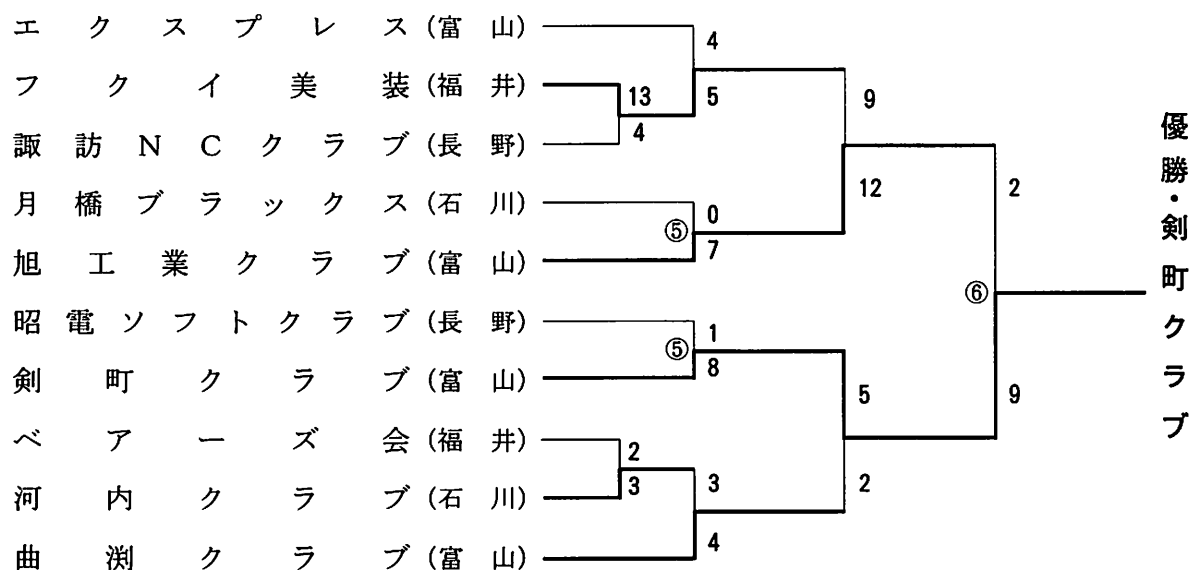 エクスプレス(富山)
フクイ美装(福井)
諏訪NCクラブ(長野)
月橋ブラックス(石川)
旭工業クラブ(富山)
昭電ソフトクラブ(長野)
剣町クラブ(富山)
ベアーズ会(福井)
河内クラブ(石川)
曲渕クラブ(富山)
4
13
5
4
9
0
⑤
7
12
2
1
⑤
8
5
⑥
9
2
3
3
4
2
優勝・剣町クラブ